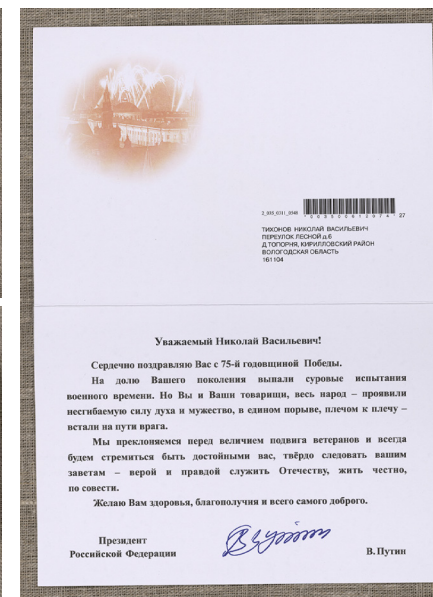 2_035_0311_0348
27
ТИХОНОВ НИКОЛАЙ ВАСИЛЬЕВИЧ
ПЕРЕУЛОК ЛЕСНОЙ д.6
Д ТОПОРНЯ, КИРИЛЛОВСКИЙ РАЙОН
ВОЛОГОДСКАЯ ОБЛАСТЬ
161104
Уважаемый Николай Васильевич!
Сердечно поздравляю Вас с 75-й годовщиной Победы.
На долю Вашего поколения выпали суровые испытания
военного времени. Но Вы и Ваши товарищи, весь народ – проявили
несгибаемую силу духа и мужество, в едином порыве, плечом к плечу –
встали на пути врага.
Мы преклоняемся перед величием подвига ветеранов и всегда
будем стремиться быть достойными вас, твёрдо следовать вашим
заветам – верой и правдой служить Отечеству, жить честно,
по совести.
Желаю Вам здоровья, благополучия и всего самого доброго.
Президент
Российской Федерации
В.Путин